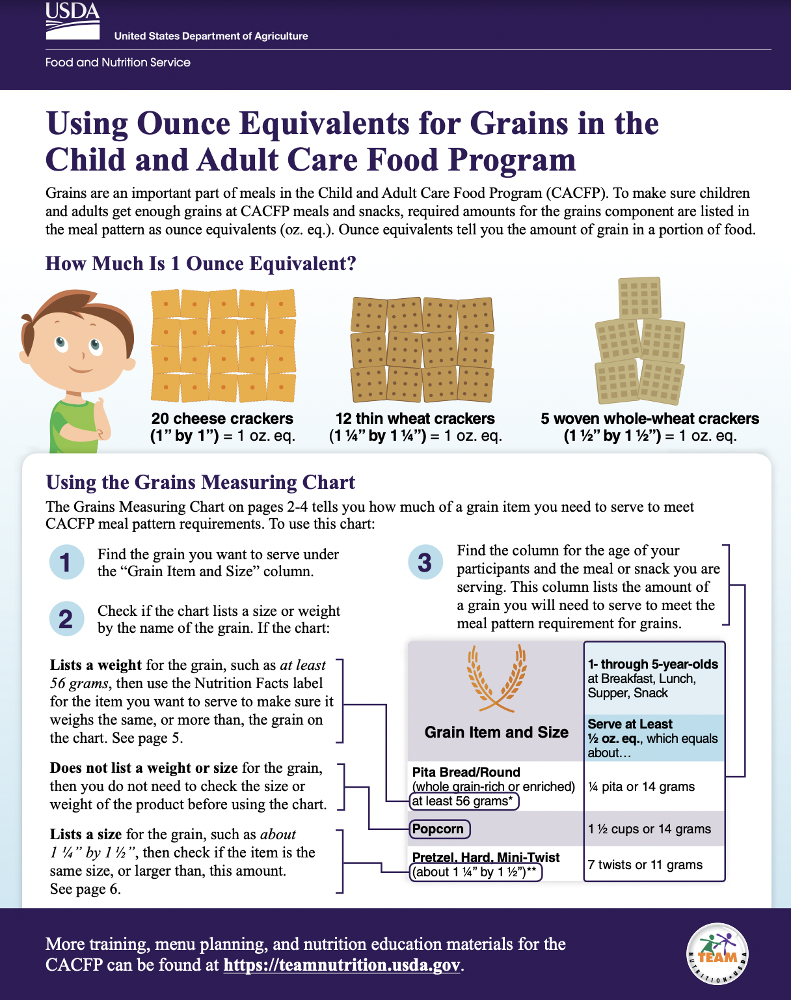 USDA
United States Department of Agriculture
Food and Nutrition Service
Using Ounce Equivalents for Grains in the
Child and Adult Care Food Program
Grains are an important part of meals in the Child and Adult Care Food Program (CACFP). To make sure children
and adults get enough grains at CACFP meals and snacks, required amounts for the grains component are listed in
the meal pattern as ounce equivalents (oz. eq.). Ounce equivalents tell you the amount of grain in a portion of food.
How Much Is 1 Ounce Equivalent?
20 cheese crackers
(1” by 1”) = 1 oz. eq.
12 thin wheat crackers
(1 ¼” by 1 ¼”) = 1 oz. eq.
5 woven whole-wheat crackers
(1 ½” by 1 ½”) = 1 oz. eq.
Using the Grains Measuring Chart
The Grains Measuring Chart on pages 2-4 tells you how much of a grain item you need to serve to meet
CACFP meal pattern requirements. To use this chart:
1
Find the grain you want to serve under
the “Grain Item and Size” column.
2
Check if the chart lists a size or weight
by the name of the grain. If the chart:
Lists a weight for the grain, such as at least
56 grams, then use the Nutrition Facts label
for the item you want to serve to make sure it
weighs the same, or more than, the grain on
the chart. See page 5.
Does not list a weight or size for the grain,
then you do not need to check the size or
weight of the product before using the chart.
Lists a size for the grain, such as about
1 ¼” by 1 ½”, then check if the item is the
same size, or larger than, this amount.
See page 6.
3
Find the column for the age of your
participants and the meal or snack you are
serving. This column lists the amount of
a grain you will need to serve to meet the
meal pattern requirement for grains.
Grain Item and Size
1- through 5-year-olds
at Breakfast, Lunch,
Supper, Snack
Serve at Least
½ oz. eq., which equals
about…
Pita Bread/Round
(whole grain-rich or enriched)
at least 56 grams*
¼ pita or 14 grams
Popcorn
1 ½ cups or 14 grams
Pretzel, Hard, Mini-Twist
(about 1 ¼” by 1 ½”)**
7 twists or 11 grams
More training, menu planning, and nutrition education materials for the
CACFP can be found at https://teamnutrition.usda.gov.
TEAM
NUTRITION • USDA